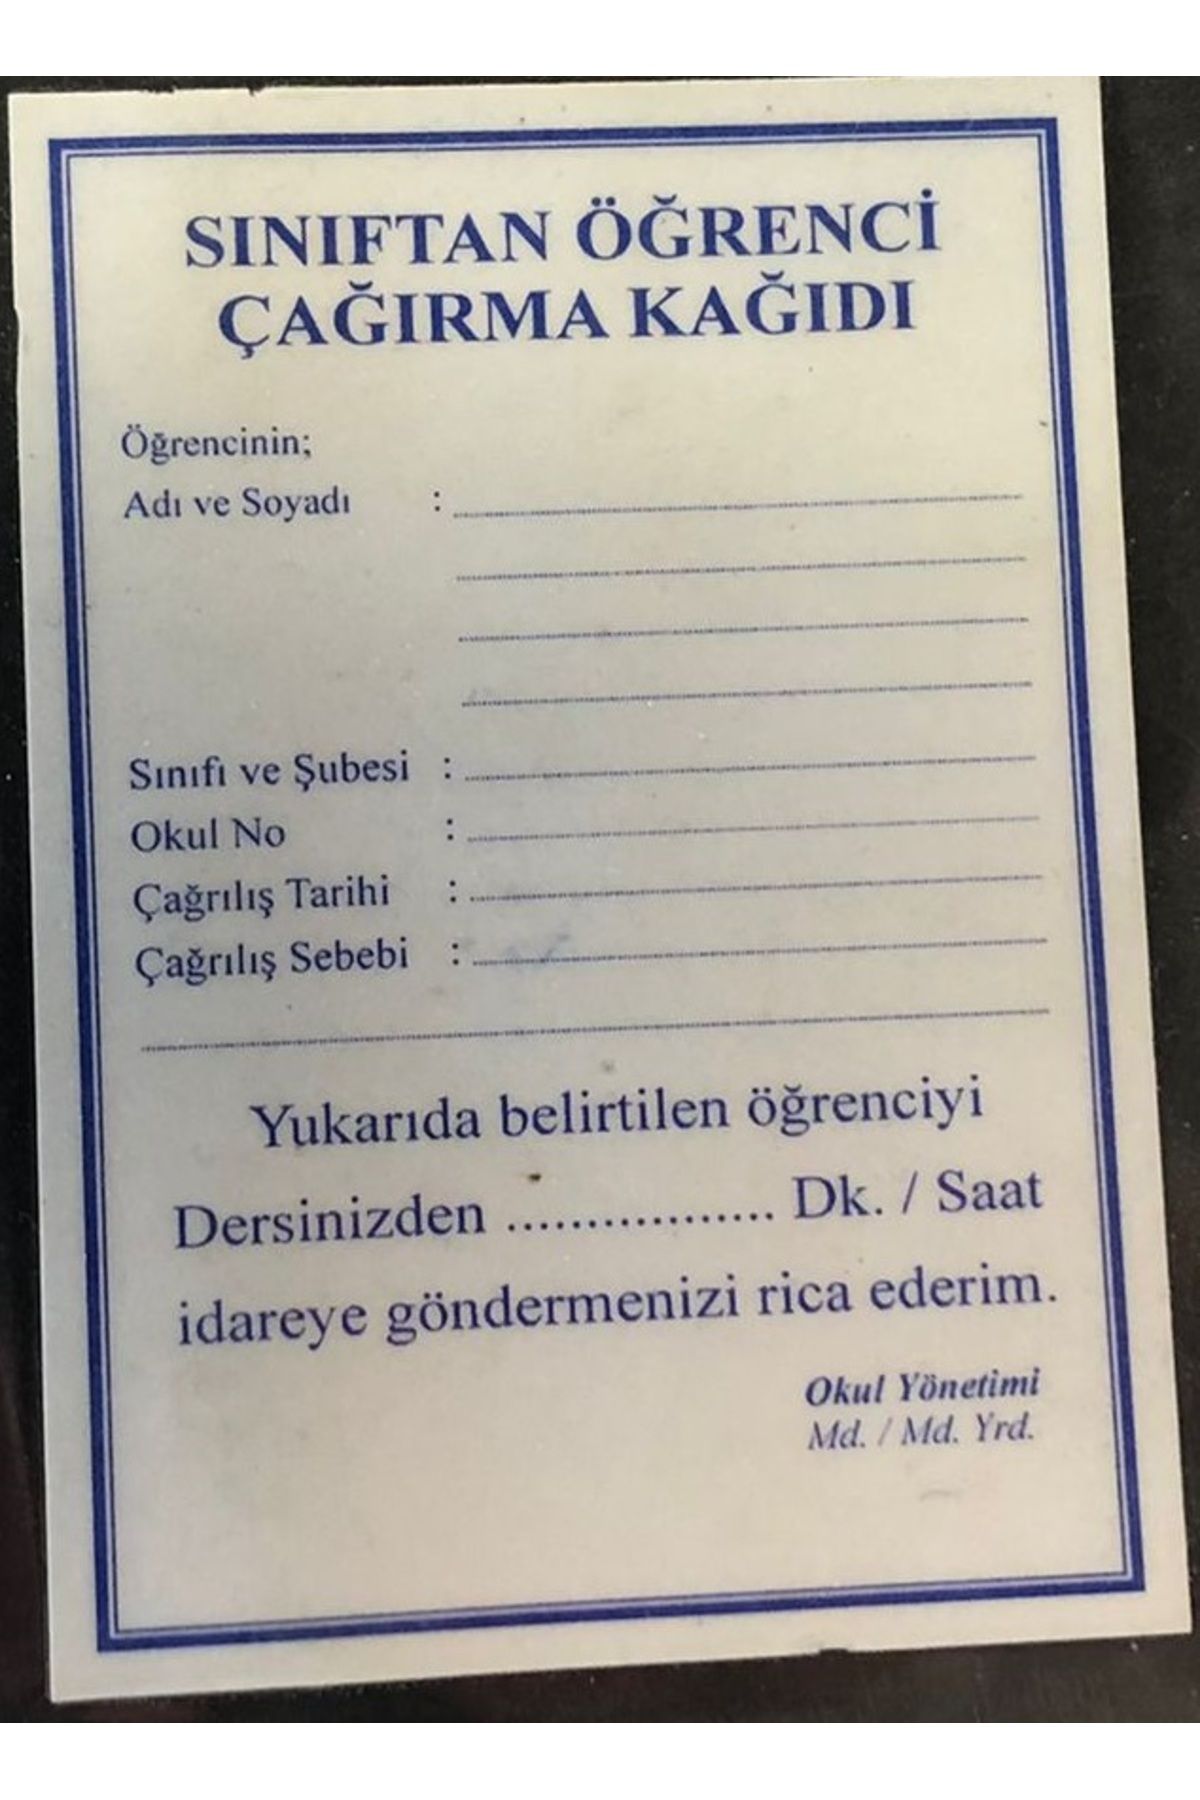 SINIFTAN ÖĞRENCİ
ÇAĞIRMA KAĞIDI
Öğrencinin;
Adı ve Soyadı :
Sınıfı ve Şubesi :
Okul No :
Çağrılış Tarihi :
Çağrılış Sebebi :
Yukarıda belirtilen öğrenciyi
Dersinizden ................. Dk. / Saat
idareye göndermenizi rica ederim.
Okul Yönetimi
Md. / Md. Yrd.